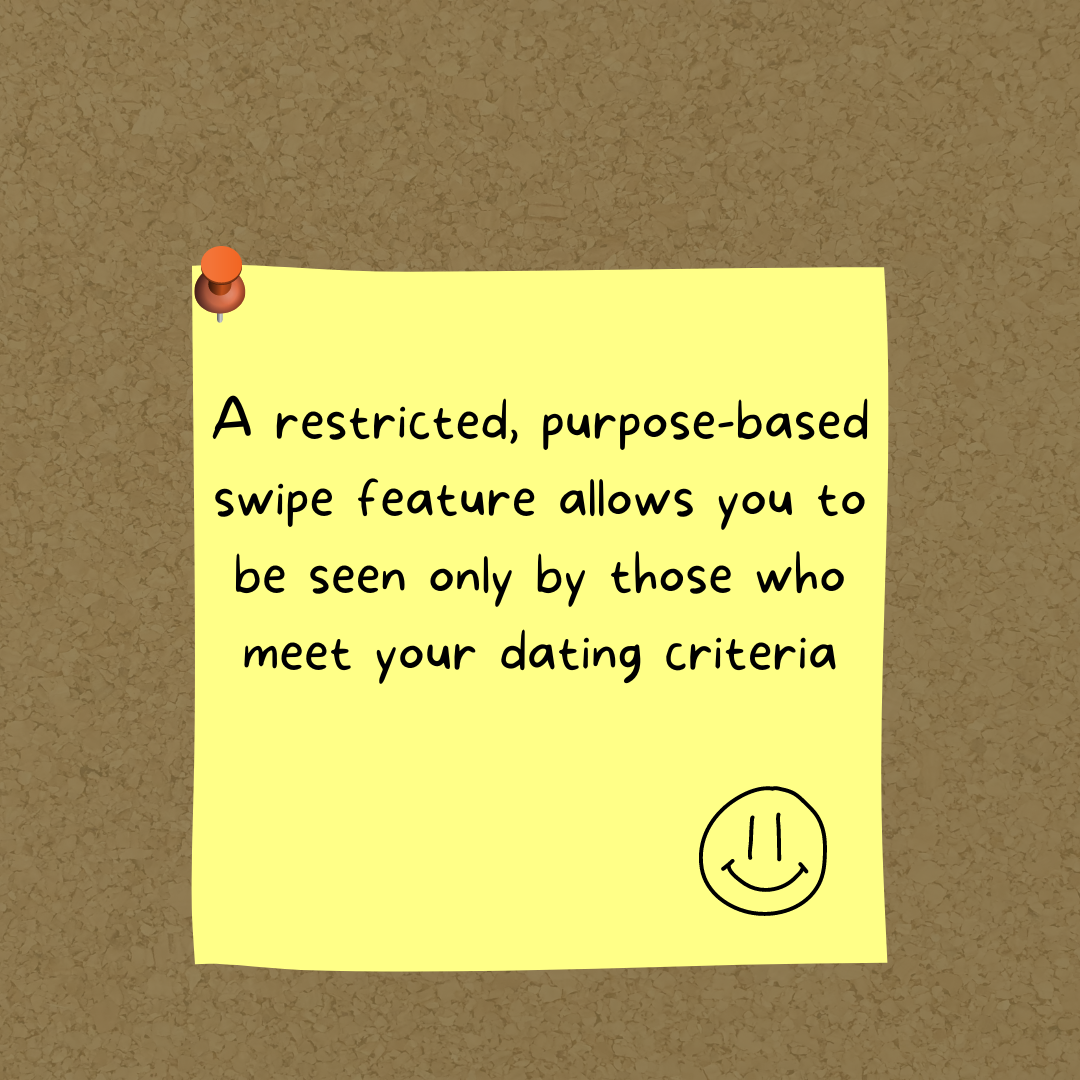 A restricted, purpose-based
swipe feature allows you to
be seen only by those who
meet your dating criteria